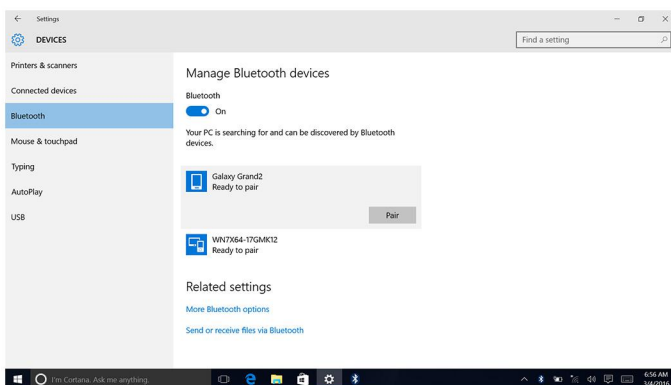 Settings
DEVICES
Find a setting
Printers & scanners
Connected devices
Bluetooth
Mouse & touchpad
Typing
AutoPlay
USB
Manage Bluetooth devices
Bluetooth
On
Your PC is searching for and can be discovered by Bluetooth
devices.
Galaxy Grand2
Ready to pair
Pair
WN7X64-17GMK12
Ready to pair
Related settings
More Bluetooth options
Send or receive files via Bluetooth
I'm Cortana. Ask me anything.
6:56 AM
3/4/2016